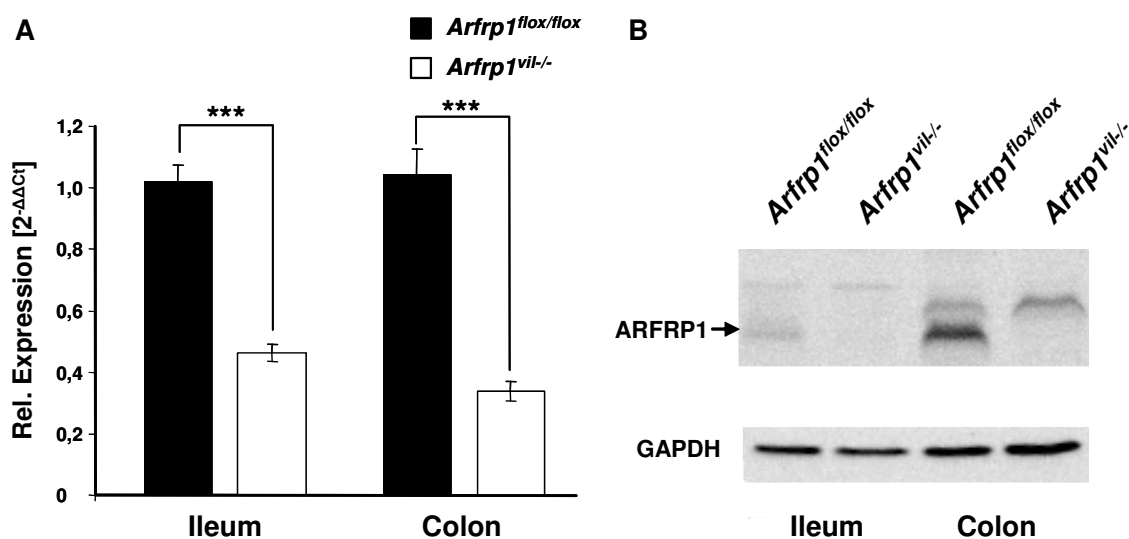 A
Arfrp1flox/flox
Arfrp1vil-/-
***
***
Rel. Expression [2-ΔΔCt]
1,2
1,0
0,8
0,6
0,4
0,2
0
Ileum
Colon
B
Arfrp1flox/flox
Arfrp1vil-/-
Arfrp1flox/flox
Arfrp1vil-/-
ARFRP1
GAPDH
Ileum
Colon